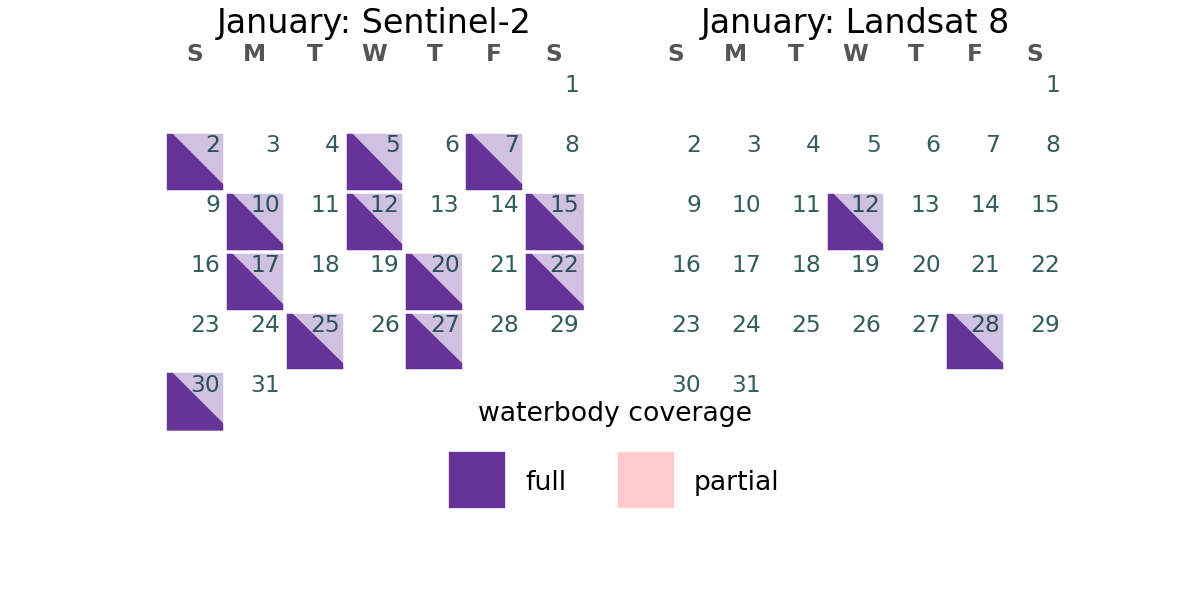 January: Sentinel-2
S M T W T F S
1
2 3 4 5 6 7 8
9 10 11 12 13 14 15
16 17 18 19 20 21 22
23 24 25 26 27 28 29
30 31
January: Landsat 8
S M T W T F S
1
2 3 4 5 6 7 8
9 10 11 12 13 14 15
16 17 18 19 20 21 22
23 24 25 26 27 28 29
30 31
waterbody coverage
full partial